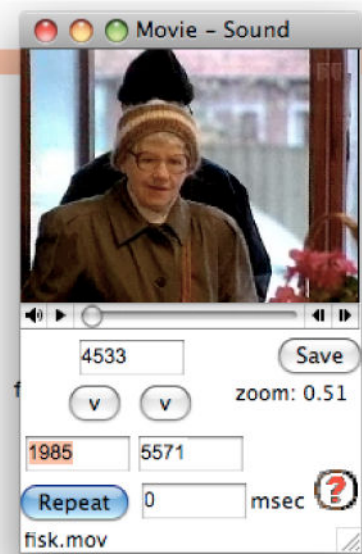 Movie – Sound
4533
Save
f
v
v
zoom: 0.51
1985
5571
Repeat
0
msec
?
fisk.mov